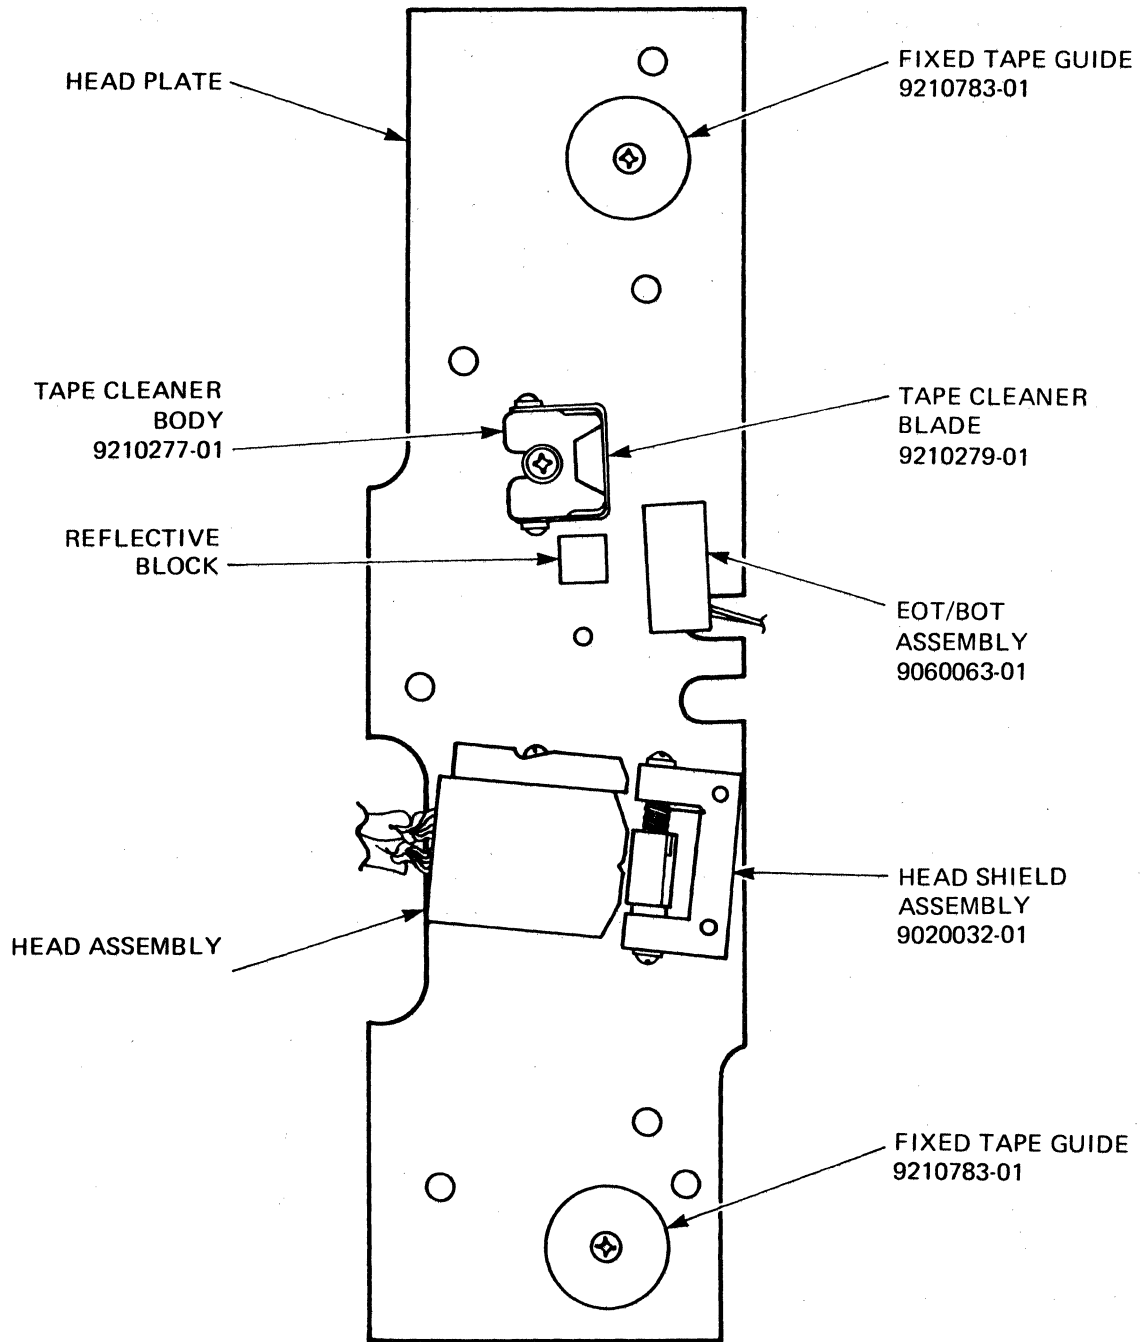 HEAD PLATE
FIXED TAPE GUIDE
9210783-01
TAPE CLEANER
BODY
9210277-01
TAPE CLEANER
BLADE
9210279-01
REFLECTIVE
BLOCK
EOT/BOT
ASSEMBLY
9060063-01
HEAD ASSEMBLY
HEAD SHIELD
ASSEMBLY
9020032-01
FIXED TAPE GUIDE
9210783-01